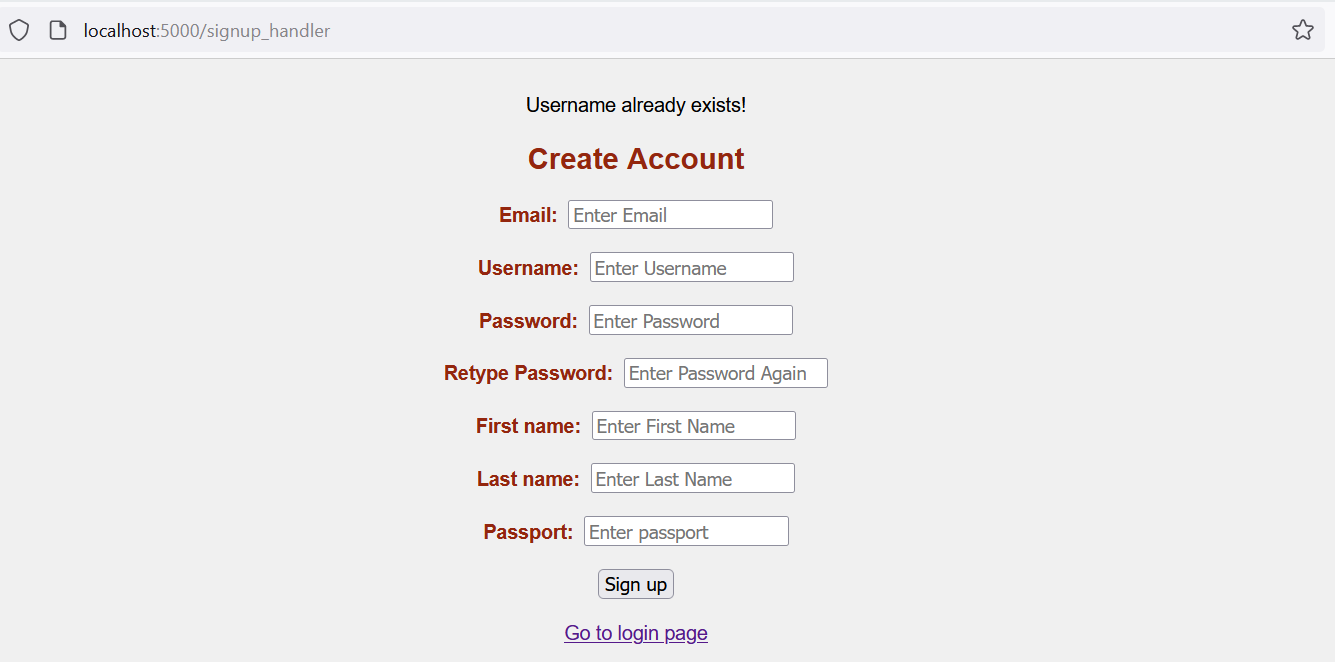 localhost:5000/signup_handler
Username already exists!
Create Account
Email: Enter Email
Username: Enter Username
Password: Enter Password
Retype Password: Enter Password Again
First name: Enter First Name
Last name: Enter Last Name
Passport: Enter passport
Sign up
Go to login page